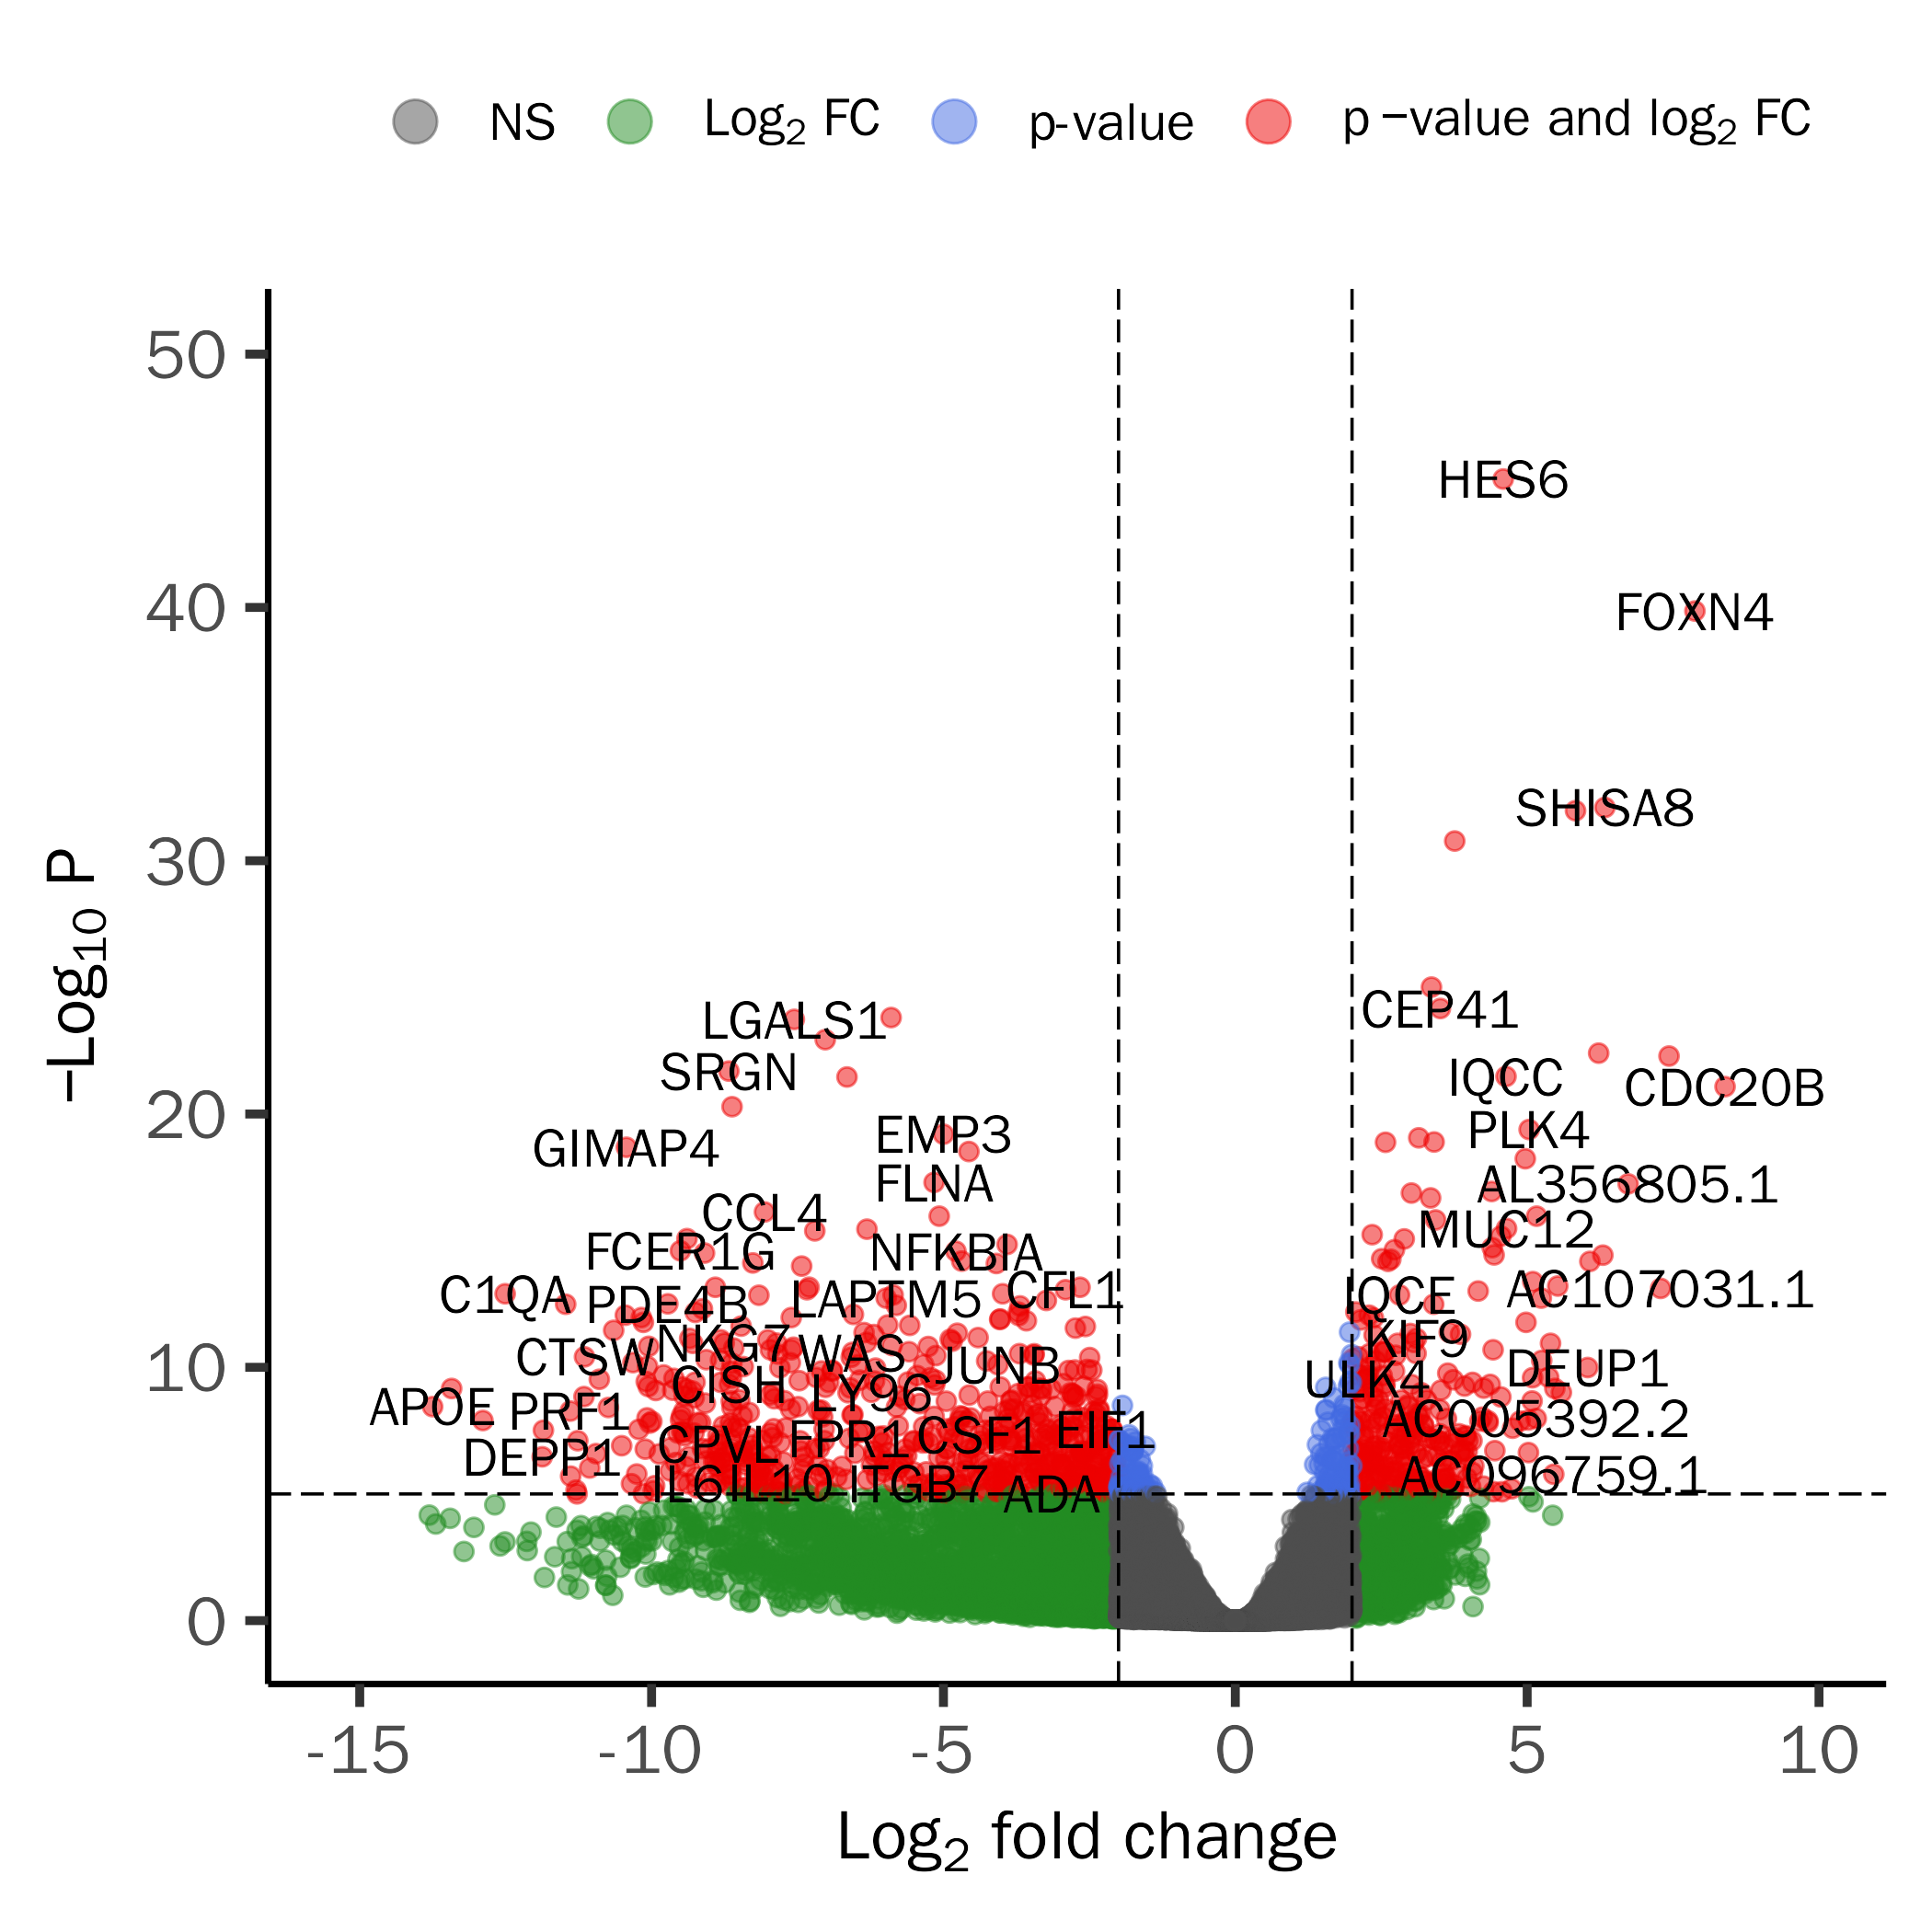 NS Log2 FC p-value p −value and log2 FC
50
HES6
40
FOXN4
SHISA8
30
−Log10 P
LGALS1
CEP41
SRGN
IQCC
CDC20B
20
EMP3
PLK4
GIMAP4
FLNA
AL356805.1
CCL4
MUC12
FCER1G
NFKBIA
C1QA
PDE4B
LAPTM5
CFL1
IQCE
AC107031.1
NKG7
KIF9
10
CTSW
WAS
JUNB
DEUP1
CISH
ULK4
LY96
APOE
PRF1
AC005392.2
EIF1
CPVL
FPR1
CSF1
DEPP1
AC096759.1
IL6
IL10
ITGB7
ADA
0
-15 -10 -5 0 5 10
Log2 fold change